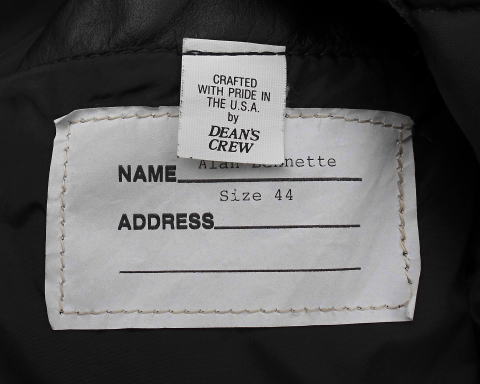 CRAFTED
WITH PRIDE IN
THE U.S.A.
by
DEAN'S
CREW
NAME Alan
Size 44
ADDRESS